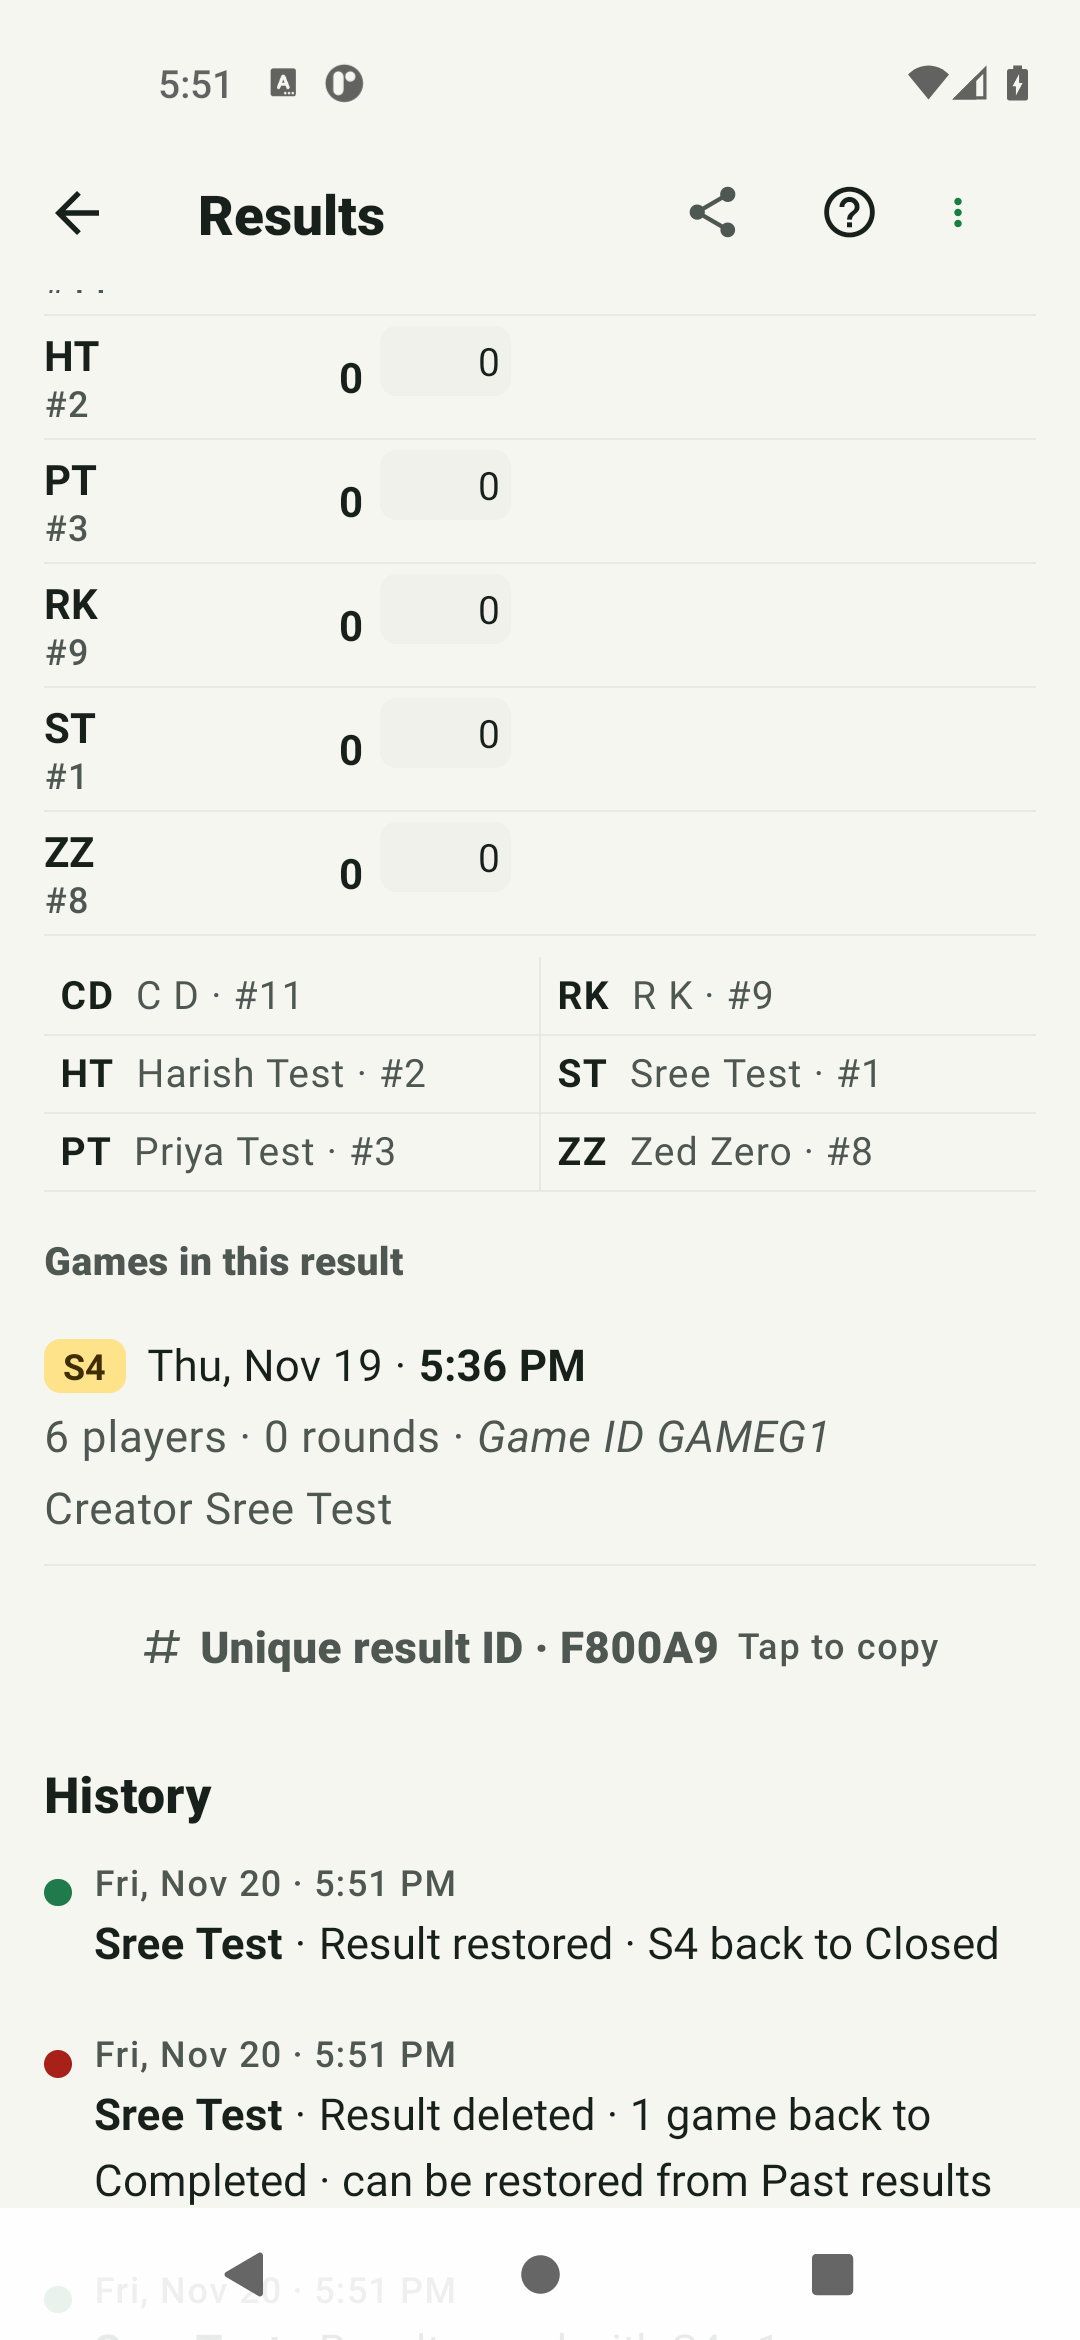 5:51
Results
HT
#2
0
0
PT
#3
0
0
RK
#9
0
0
ST
#1
0
0
ZZ
#8
0
0
CD C D · #11
RK R K · #9
HT Harish Test · #2
ST Sree Test · #1
PT Priya Test · #3
ZZ Zed Zero · #8
Games in this result
S4 Thu, Nov 19 · 5:36 PM
6 players · 0 rounds · Game ID GAMEG1
Creator Sree Test
# Unique result ID · F800A9 Tap to copy
History
Fri, Nov 20 · 5:51 PM
Sree Test · Result restored · S4 back to Closed
Fri, Nov 20 · 5:51 PM
Sree Test · Result deleted · 1 game back to
Completed · can be restored from Past results
Fri, Nov 20 · 5:51 PM